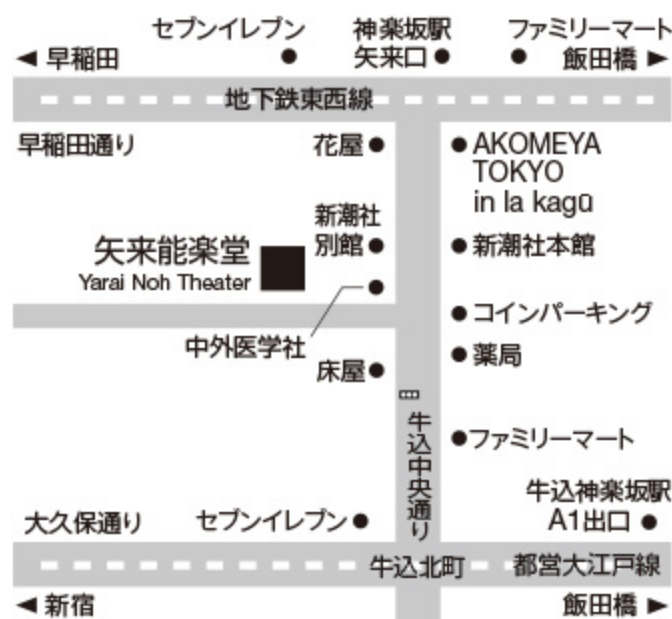 セブンイレブン
神楽坂駅
矢来口
ファミリーマート
早稲田
飯田橋
地下鉄東西線
早稲田通り
花屋
AKOMEYA
TOKYO
in la kagū
新潮社
別館
新潮社本館
矢来能楽堂
Yarai Noh Theater
中外医学社
コインパーキング
薬局
床屋
牛込中央通り
ファミリーマート
牛込神楽坂駅
A1出口
大久保通り
セブンイレブン
牛込北町
都営大江戸線
新宿
飯田橋